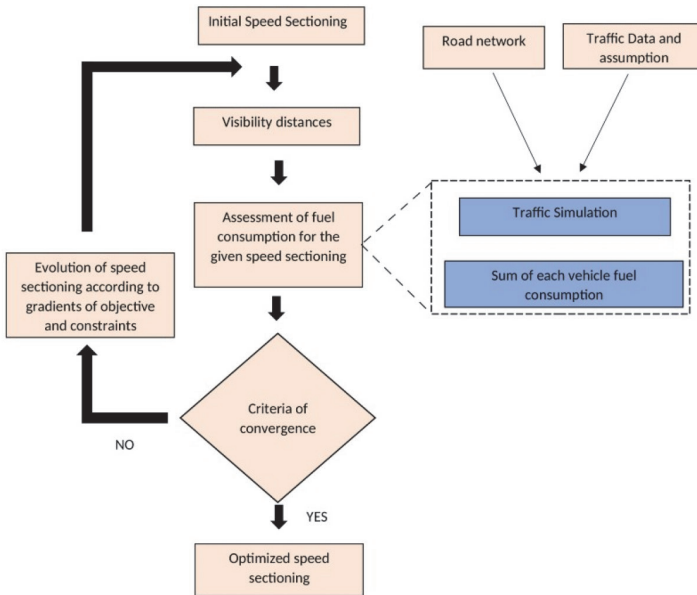 Initial Speed Sectioning
Road network
Traffic Data and
assumption
Visibility distances
Assessment of fuel
consumption for the
given speed sectioning
Traffic Simulation
Sum of each vehicle fuel
consumption
Evolution of speed
sectioning according to
gradients of objective
and constraints
Criteria of
convergence
NO
YES
Optimized speed
sectioning